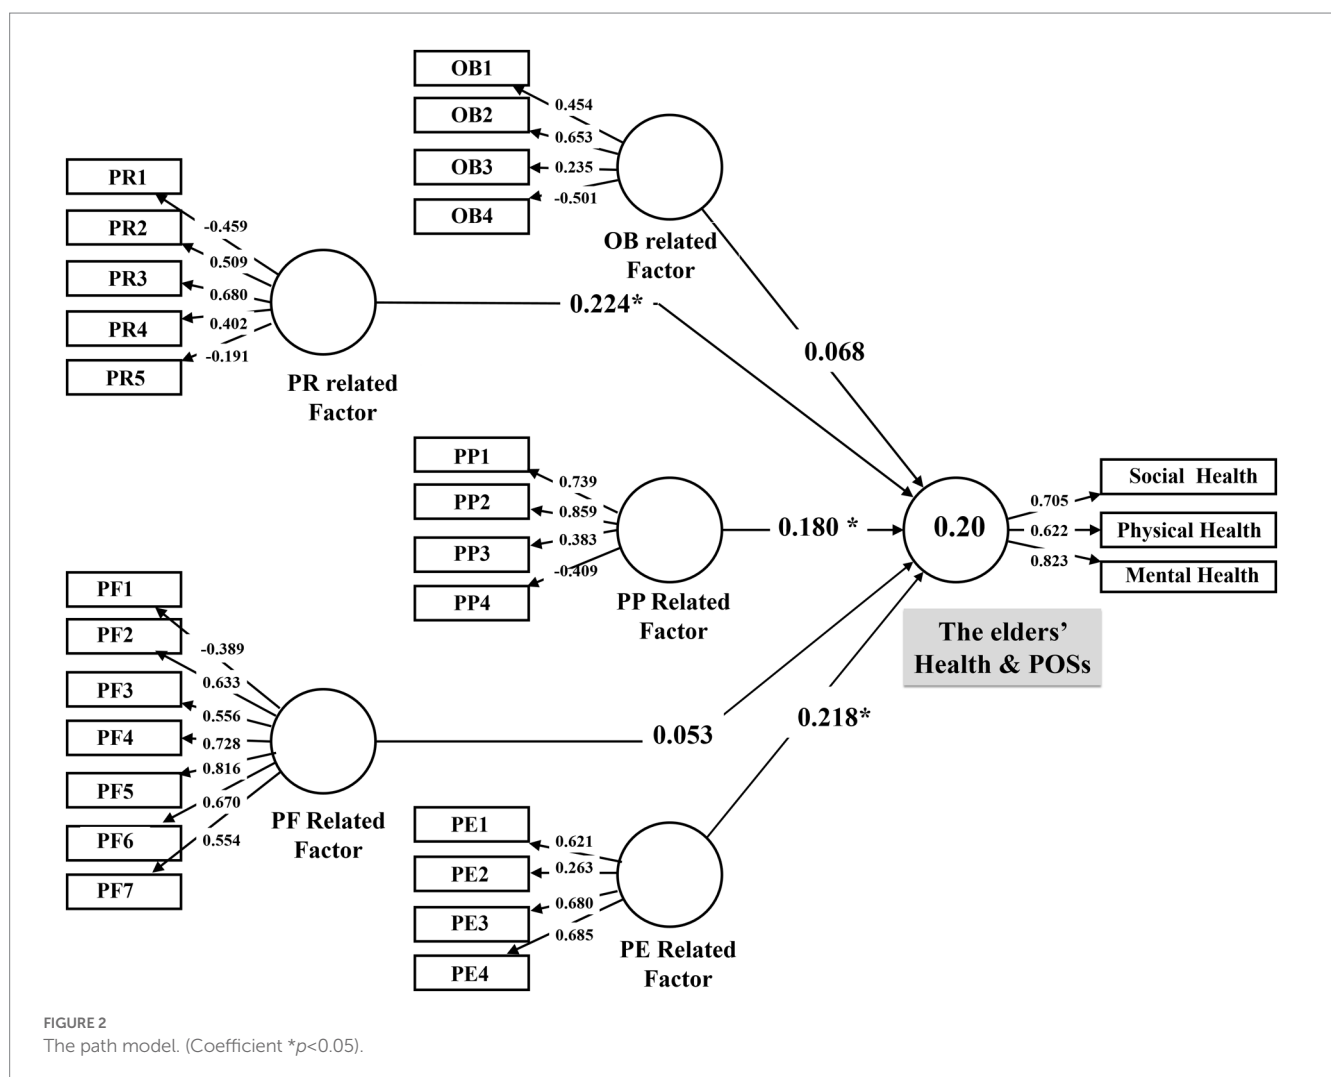 OB1
OB2
OB3
OB4
0.454
0.653
0.235
-0.501
OB related
Factor
PR1
PR2
PR3
PR4
PR5
-0.459
0.509
0.680
0.402
-0.191
PR related
Factor
0.224*
0.068
PP1
PP2
PP3
PP4
0.739
0.859
0.383
-0.409
PP Related
Factor
0.180 *
0.20
0.705
0.622
0.823
Social Health
Physical Health
Mental Health
The elders’
Health & POSs
PF1
PF2
PF3
PF4
PF5
PF6
PF7
-0.389
0.633
0.556
0.728
0.816
0.670
0.554
PF Related
Factor
0.053
0.218*
PE1
PE2
PE3
PE4
0.621
0.263
0.680
0.685
PE Related
Factor
FIGURE 2
The path model. (Coefficient *p<0.05).